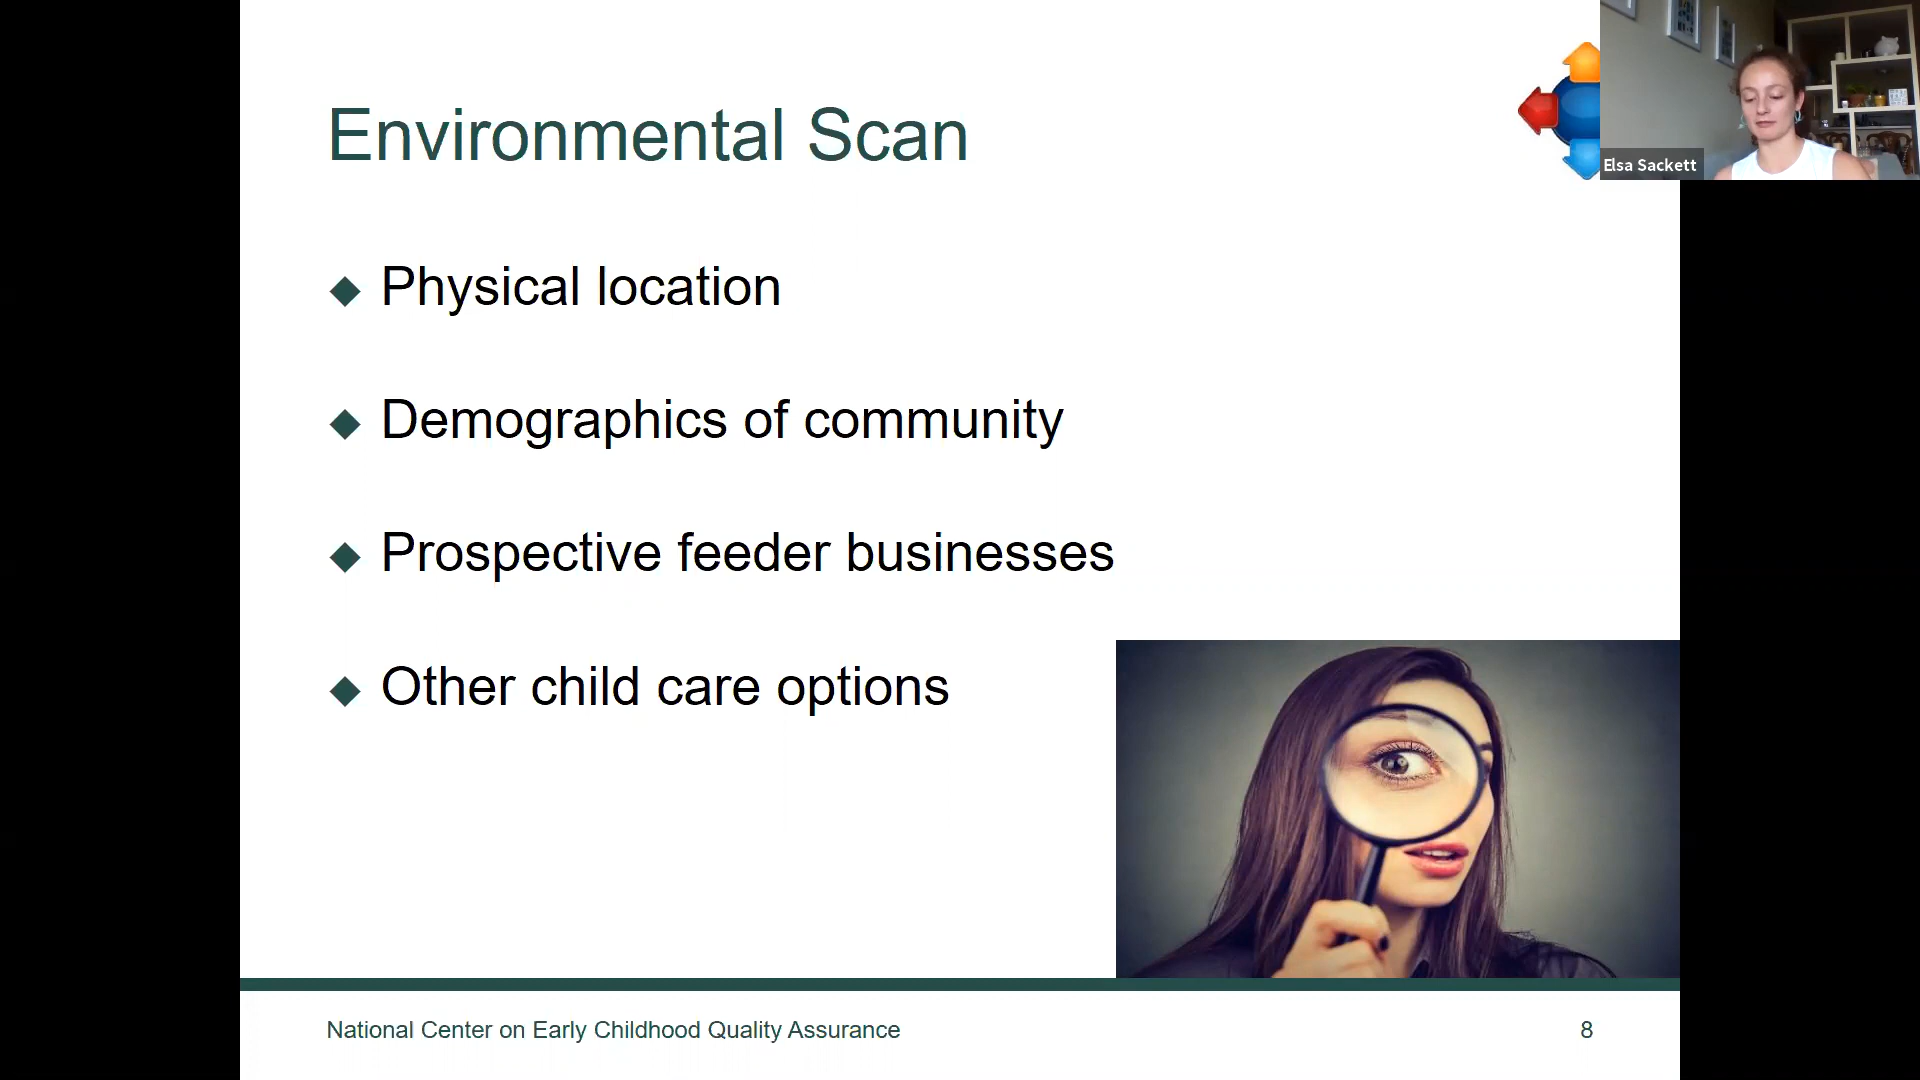 Environmental Scan
Elsa Sackett
Physical location
Demographics of community
Prospective feeder businesses
Other child care options
National Center on Early Childhood Quality Assurance
8